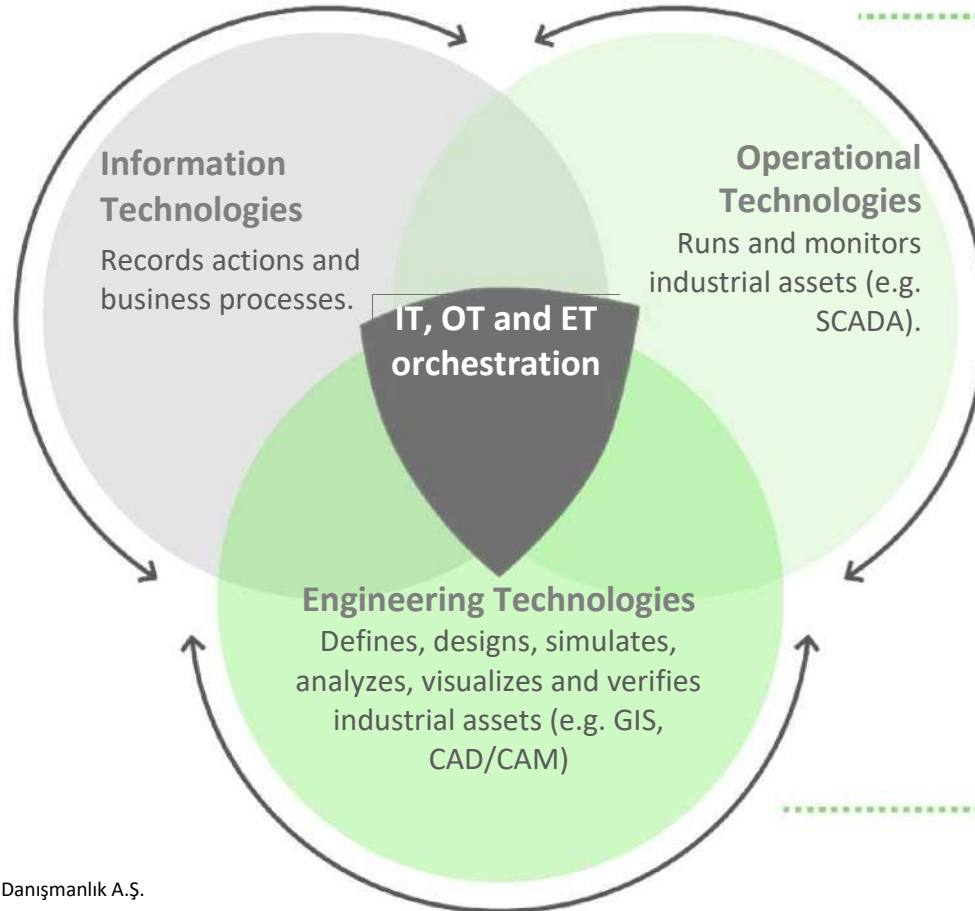 Information
Technologies
Records actions and
business processes.
Operational
Technologies
Runs and monitors
industrial assets (e.g.
SCADA).
IT, OT and ET
orchestration
Engineering Technologies
Defines, designs, simulates,
analyzes, visualizes and verifies
industrial assets (e.g. GIS,
CAD/CAM)
Danışmanlık A.Ş.